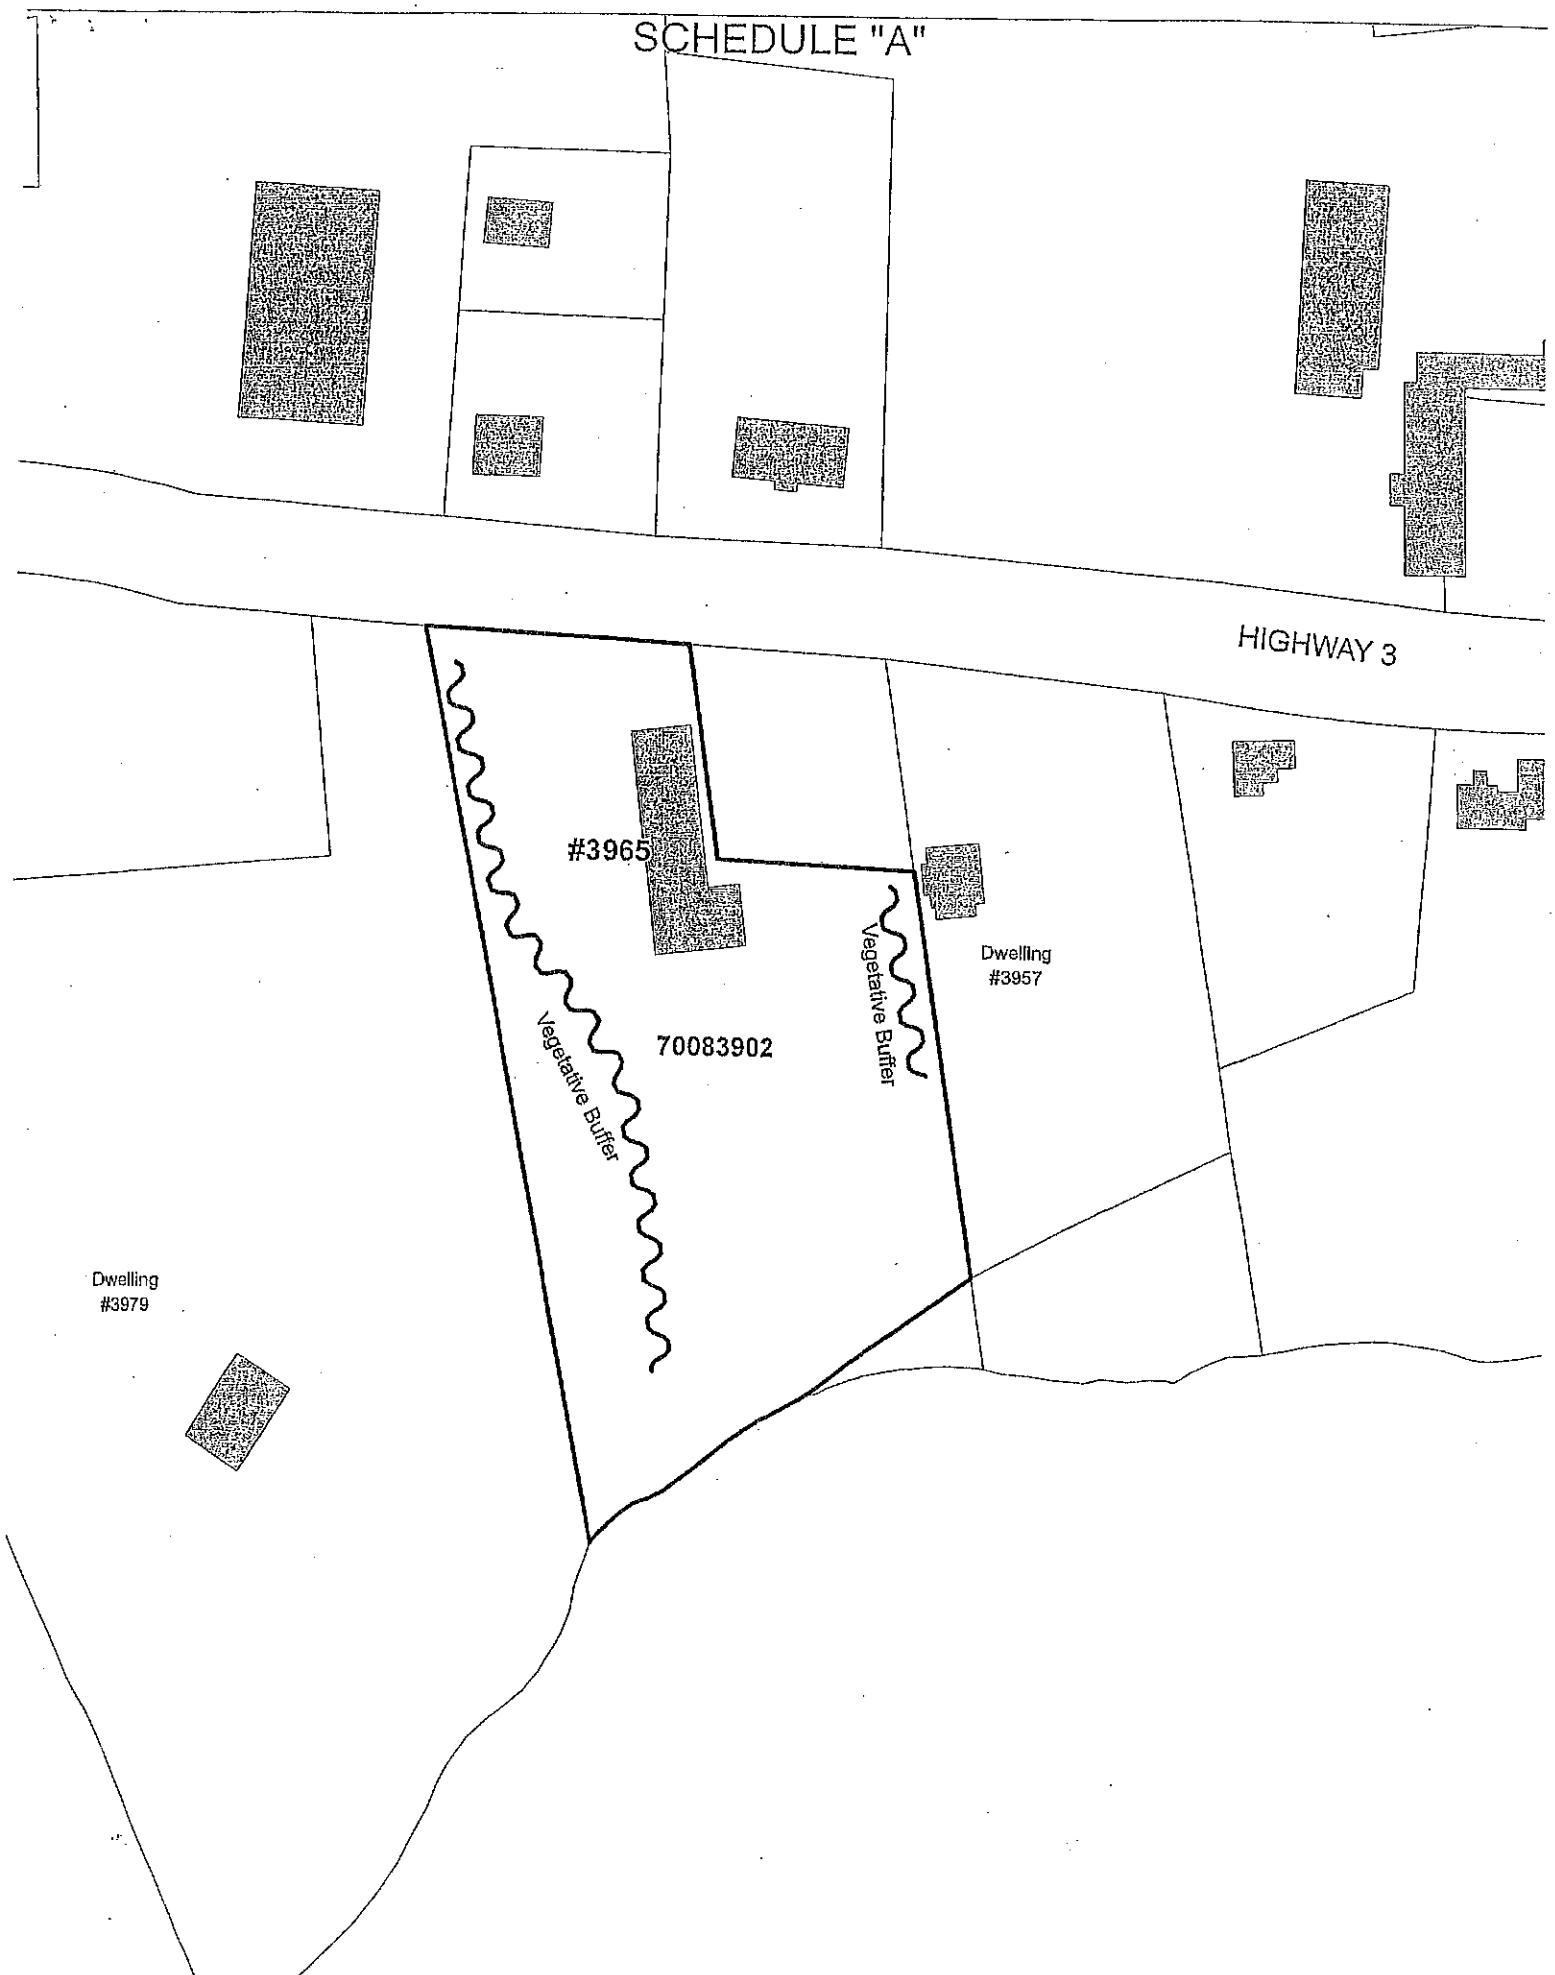 SCHEDULE "A"
HIGHWAY 3
#3965
Vegetative Buffer
Dwelling
#3957
70083902
Vegetative Buffer
Dwelling
#3979